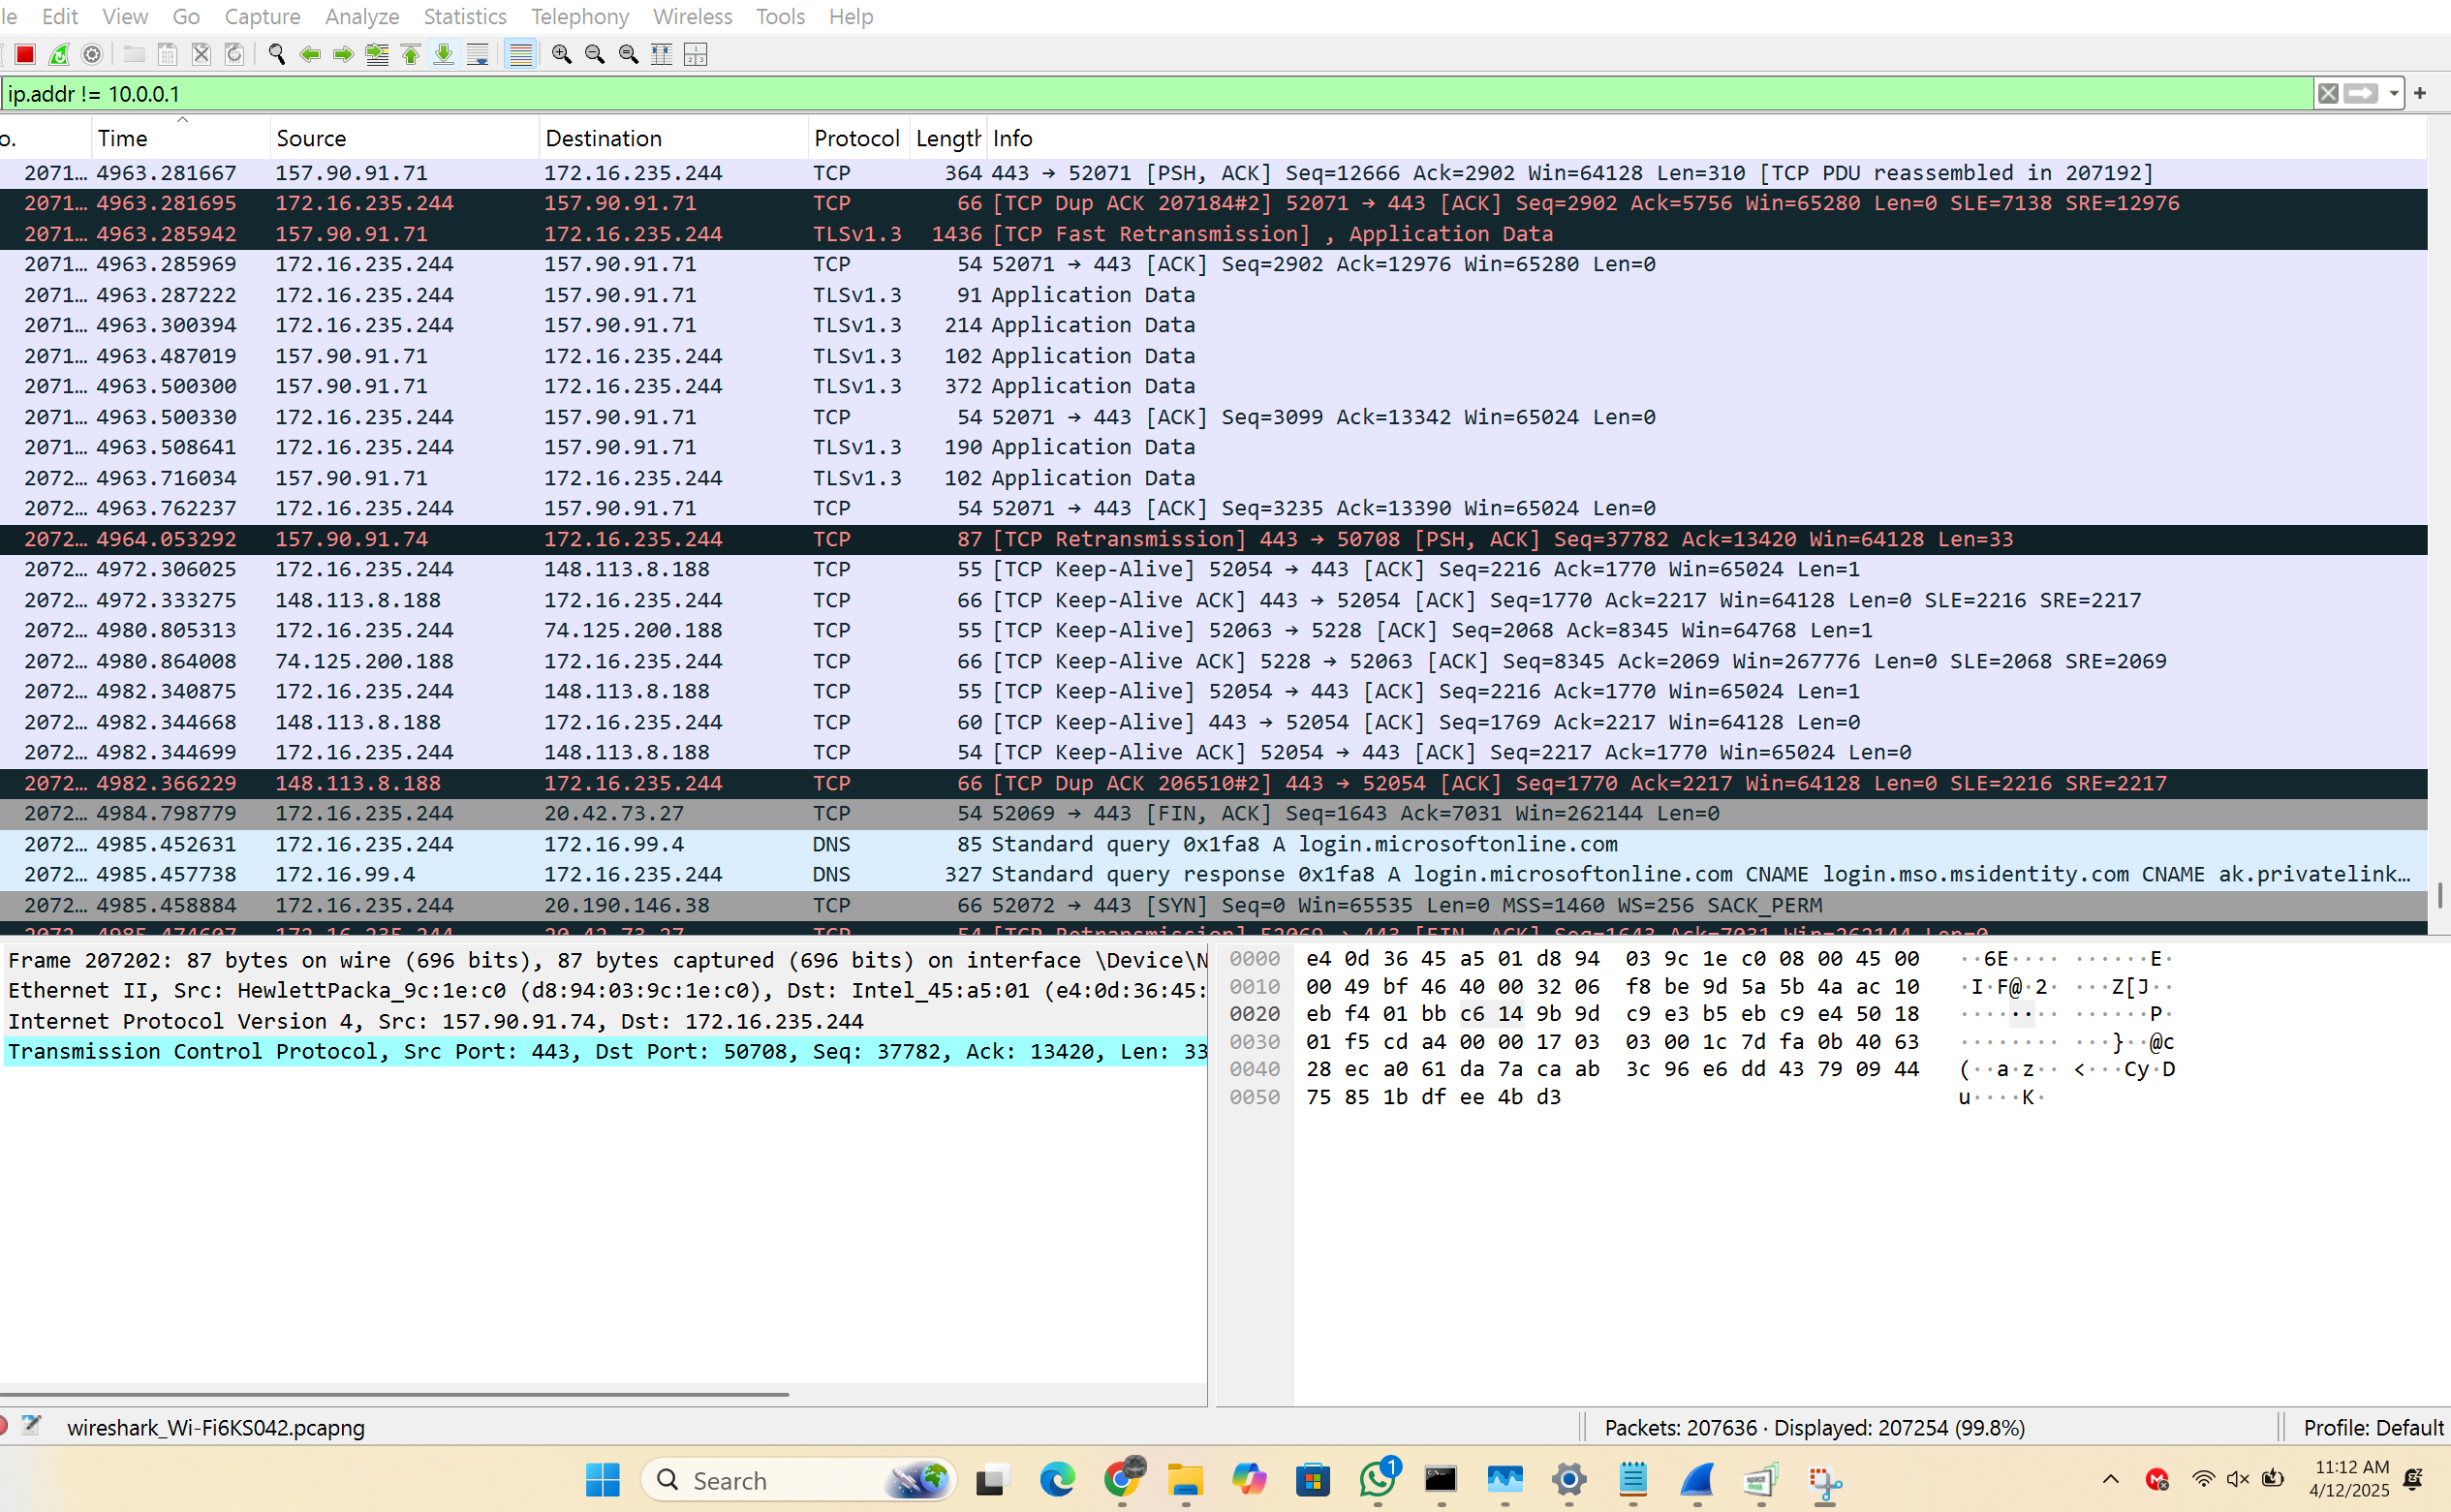 le Edit View Go Capture Analyze Statistics Telephony Wireless Tools Help
ip.addr != 10.0.0.1
o. Time Source Destination Protocol Length Info
2071… 4963.281667 157.90.91.71 172.16.235.244 TCP 364 443 → 52071 [PSH, ACK] Seq=12666 Ack=2902 Win=64128 Len=310 [TCP PDU reassembled in 207192]
2071… 4963.281695 172.16.235.244 157.90.91.71 TCP 66 [TCP Dup ACK 207184#2] 52071 → 443 [ACK] Seq=2902 Ack=5756 Win=65280 Len=0 SLE=7138 SRE=12976
2071… 4963.285942 157.90.91.71 172.16.235.244 TLSv1.3 1436 [TCP Fast Retransmission] , Application Data
2071… 4963.285969 172.16.235.244 157.90.91.71 TCP 54 52071 → 443 [ACK] Seq=2902 Ack=12976 Win=65280 Len=0
2071… 4963.287222 172.16.235.244 157.90.91.71 TLSv1.3 91 Application Data
2071… 4963.300394 172.16.235.244 157.90.91.71 TLSv1.3 214 Application Data
2071… 4963.487019 157.90.91.71 172.16.235.244 TLSv1.3 102 Application Data
2071… 4963.500300 157.90.91.71 172.16.235.244 TLSv1.3 372 Application Data
2071… 4963.500330 172.16.235.244 157.90.91.71 TCP 54 52071 → 443 [ACK] Seq=3099 Ack=13342 Win=65024 Len=0
2071… 4963.508641 172.16.235.244 157.90.91.71 TLSv1.3 190 Application Data
2071… 4963.716034 157.90.91.71 172.16.235.244 TLSv1.3 102 Application Data
2072… 4963.762237 172.16.235.244 157.90.91.71 TCP 54 52071 → 443 [ACK] Seq=3235 Ack=13390 Win=65024 Len=0
2072… 4964.053292 157.90.91.74 172.16.235.244 TCP 87 [TCP Retransmission] 443 → 50708 [PSH, ACK] Seq=37782 Ack=13420 Win=64128 Len=33
2072… 4972.306025 172.16.235.244 148.113.8.188 TCP 55 [TCP Keep-Alive] 52054 → 443 [ACK] Seq=2216 Ack=1770 Win=65024 Len=1
2072… 4972.333275 148.113.8.188 172.16.235.244 TCP 66 [TCP Keep-Alive ACK] 443 → 52054 [ACK] Seq=1770 Ack=2217 Win=64128 Len=0 SLE=2216 SRE=2217
2072… 4980.805313 172.16.235.244 74.125.200.188 TCP 55 [TCP Keep-Alive] 52063 → 5228 [ACK] Seq=2068 Ack=8345 Win=64768 Len=1
2072… 4980.864008 74.125.200.188 172.16.235.244 TCP 66 [TCP Keep-Alive ACK] 5228 → 52063 [ACK] Seq=8345 Ack=2069 Win=267776 Len=0 SLE=2068 SRE=2069
2072… 4982.340875 172.16.235.244 148.113.8.188 TCP 55 [TCP Keep-Alive] 52054 → 443 [ACK] Seq=2216 Ack=1770 Win=65024 Len=1
2072… 4982.344668 148.113.8.188 172.16.235.244 TCP 60 [TCP Keep-Alive] 443 → 52054 [ACK] Seq=1769 Ack=2217 Win=64128 Len=0
2072… 4982.344699 172.16.235.244 148.113.8.188 TCP 54 [TCP Keep-Alive ACK] 52054 → 443 [ACK] Seq=2217 Ack=1770 Win=65024 Len=0
2072… 4982.366229 148.113.8.188 172.16.235.244 TCP 66 [TCP Dup ACK 206510#2] 443 → 52054 [ACK] Seq=1770 Ack=2217 Win=64128 Len=0 SLE=2216 SRE=2217
2072… 4984.798779 172.16.235.244 20.42.73.27 TCP 54 52069 → 443 [FIN, ACK] Seq=1643 Ack=7031 Win=262144 Len=0
2072… 4985.452631 172.16.235.244 172.16.99.4 DNS 85 Standard query 0x1fa8 A login.microsoftonline.com
2072… 4985.457738 172.16.99.4 172.16.235.244 DNS 327 Standard query response 0x1fa8 A login.microsoftonline.com CNAME login.mso.msidentity.com CNAME ak.privatelink…
2072… 4985.458884 172.16.235.244 20.190.146.38 TCP 66 52072 → 443 [SYN] Seq=0 Win=65535 Len=0 MSS=1460 WS=256 SACK_PERM
2072… 4985.474607 172.16.235.244 20.42.73.27 TCP 54 [TCP Retransmission] 52069 → 443 [FIN, ACK] Seq=1643 Ack=7031 Win=262144 Len=0
Frame 207202: 87 bytes on wire (696 bits), 87 bytes captured (696 bits) on interface \Device\N
Ethernet II, Src: HewlettPacka_9c:1e:c0 (d8:94:03:9c:1e:c0), Dst: Intel_45:a5:01 (e4:0d:36:45:
Internet Protocol Version 4, Src: 157.90.91.74, Dst: 172.16.235.244
Transmission Control Protocol, Src Port: 443, Dst Port: 50708, Seq: 37782, Ack: 13420, Len: 33
0000 e4 0d 36 45 a5 01 d8 94 03 9c 1e c0 08 00 45 00 ··6E···· ······E·
0010 00 49 bf 46 40 00 32 06 f8 be 9d 5a 5b 4a ac 10 ·I·F@·2· ···Z[J··
0020 eb f4 01 bb c6 14 9b 9d c9 e3 b5 eb c9 e4 50 18 ········ ······P·
0030 01 f5 cd a4 00 00 17 03 03 00 1c 7d fa 0b 40 63 ········ ···}··@c
0040 28 ec a0 61 da 7a ca ab 3c 96 e6 dd 43 79 09 44 (··a·z·· <···Cy·D
0050 75 85 1b df ee 4b d3 u····K·
wireshark_Wi-Fi6KS042.pcapng
Packets: 207636 · Displayed: 207254 (99.8%)
Profile: Default
Search
1
11:12 AM
4/12/2025